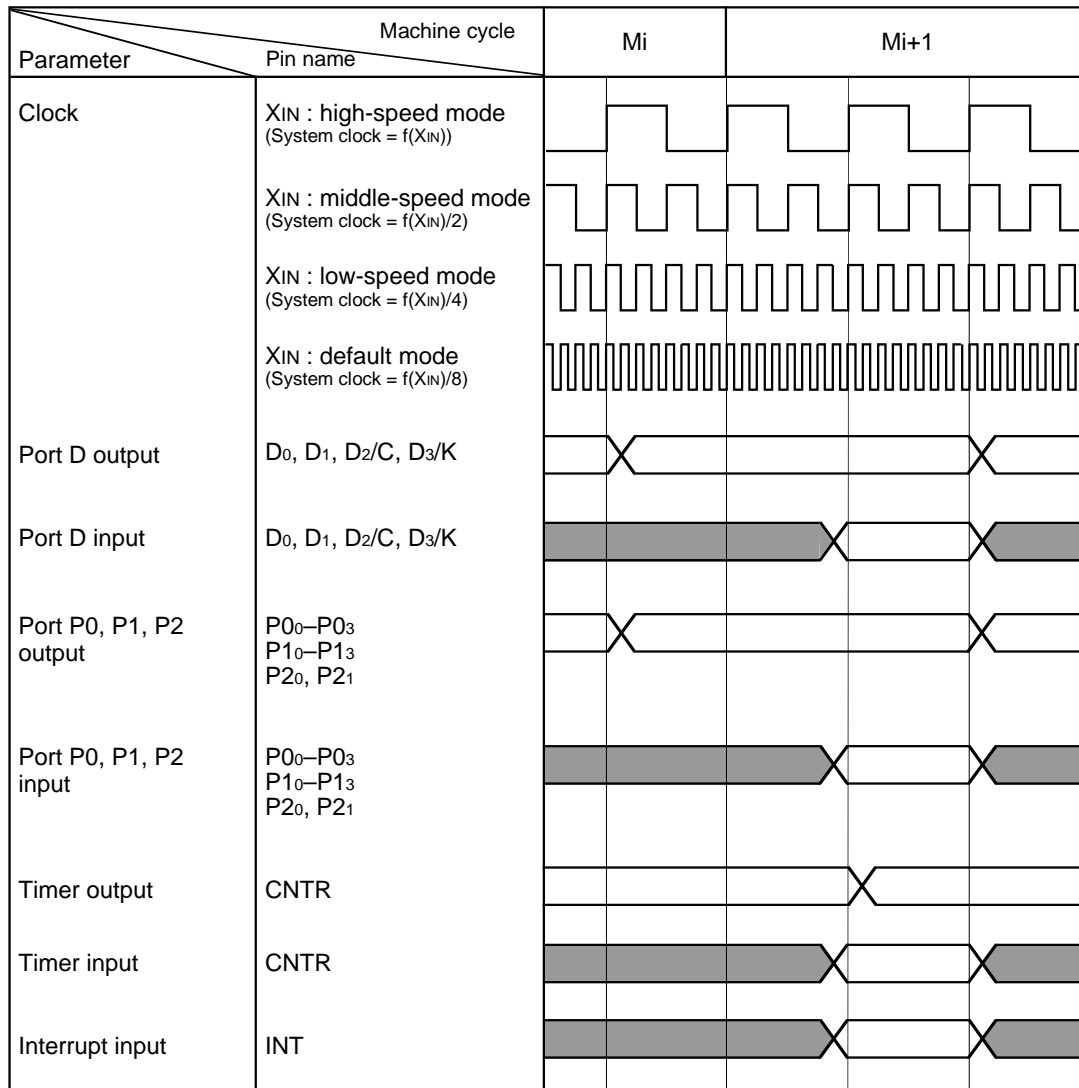 Machine cycle
Parameter
Pin name
Mi
Mi+1
Clock
XIN : high-speed mode
(System clock = f(XIN))
XIN : middle-speed mode
(System clock = f(XIN)/2)
XIN : low-speed mode
(System clock = f(XIN)/4)
XIN : default mode
(System clock = f(XIN)/8)
Port D output
D0, D1, D2/C, D3/K
Port D input
D0, D1, D2/C, D3/K
Port P0, P1, P2
output
P00–P03
P10–P13
P20, P21
Port P0, P1, P2
input
P00–P03
P10–P13
P20, P21
Timer output
CNTR
Timer input
CNTR
Interrupt input
INT